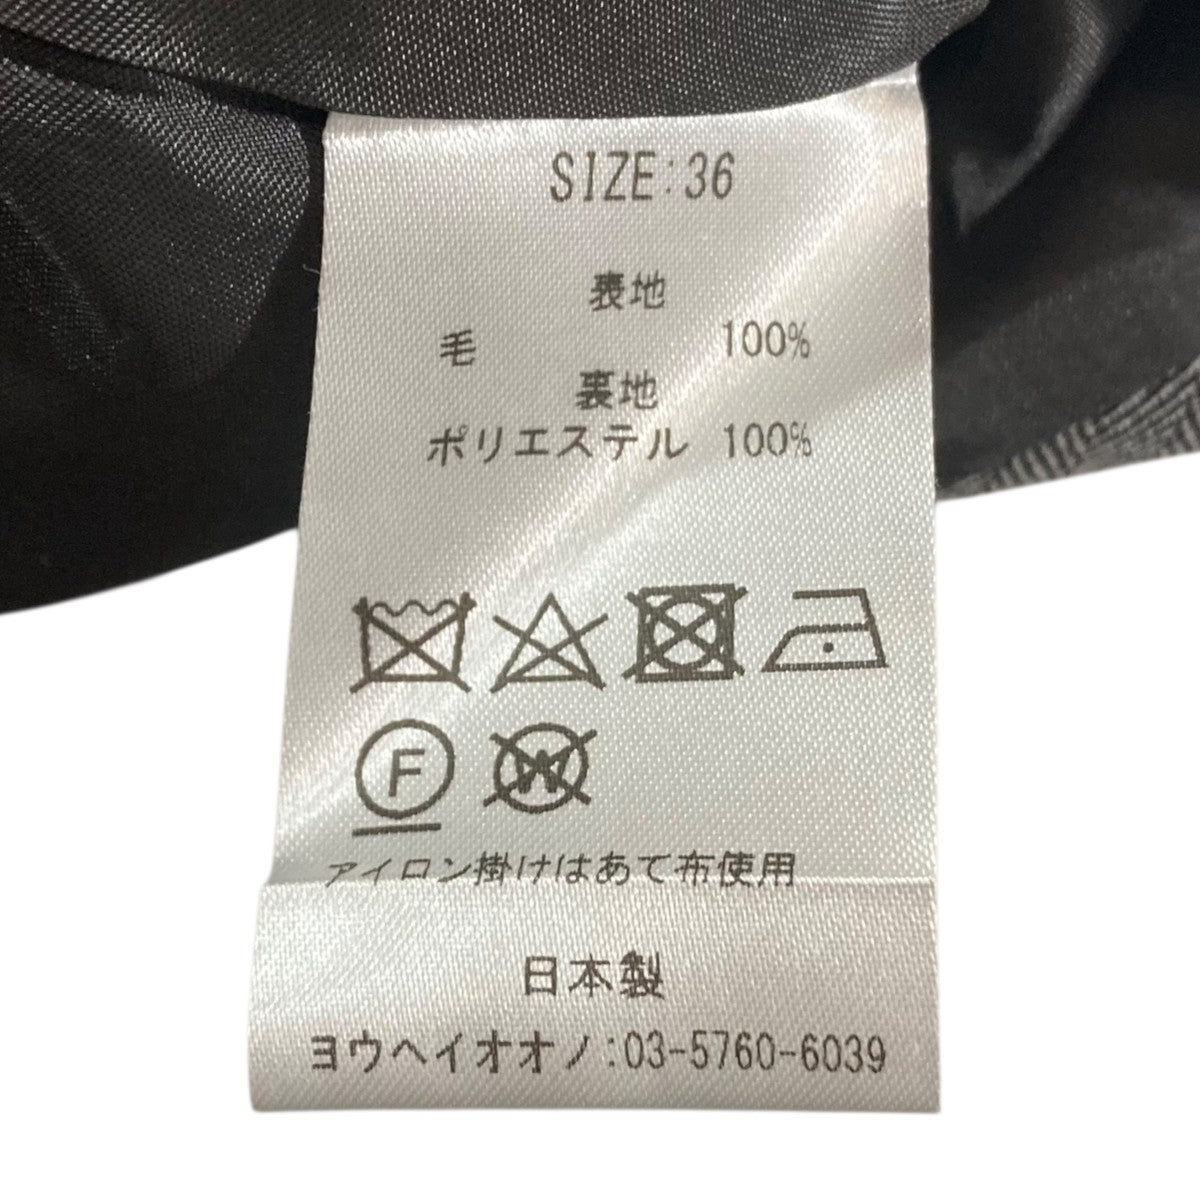 SIZE:36
表地
毛 100%
裏地
ポリエステル 100%
F W
アイロン掛けはあて布使用
日本製
ヨウヘイオオノ:03-5760-6039